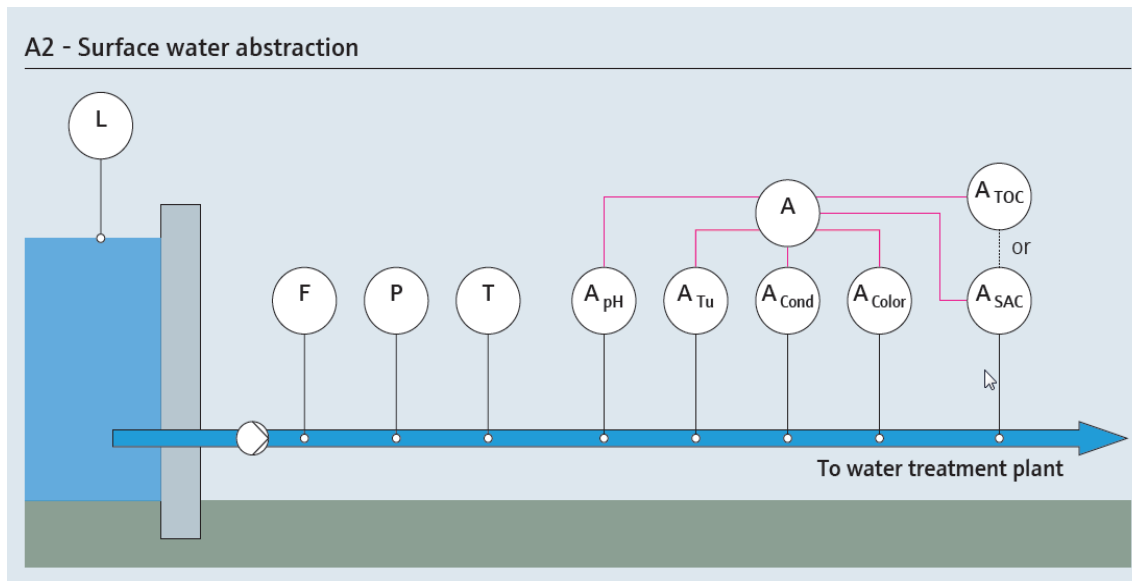 A2 - Surface water abstraction
L
A
A TOC
or
F
P
T
A pH
A Tu
A Cond
A Color
A SAC
To water treatment plant